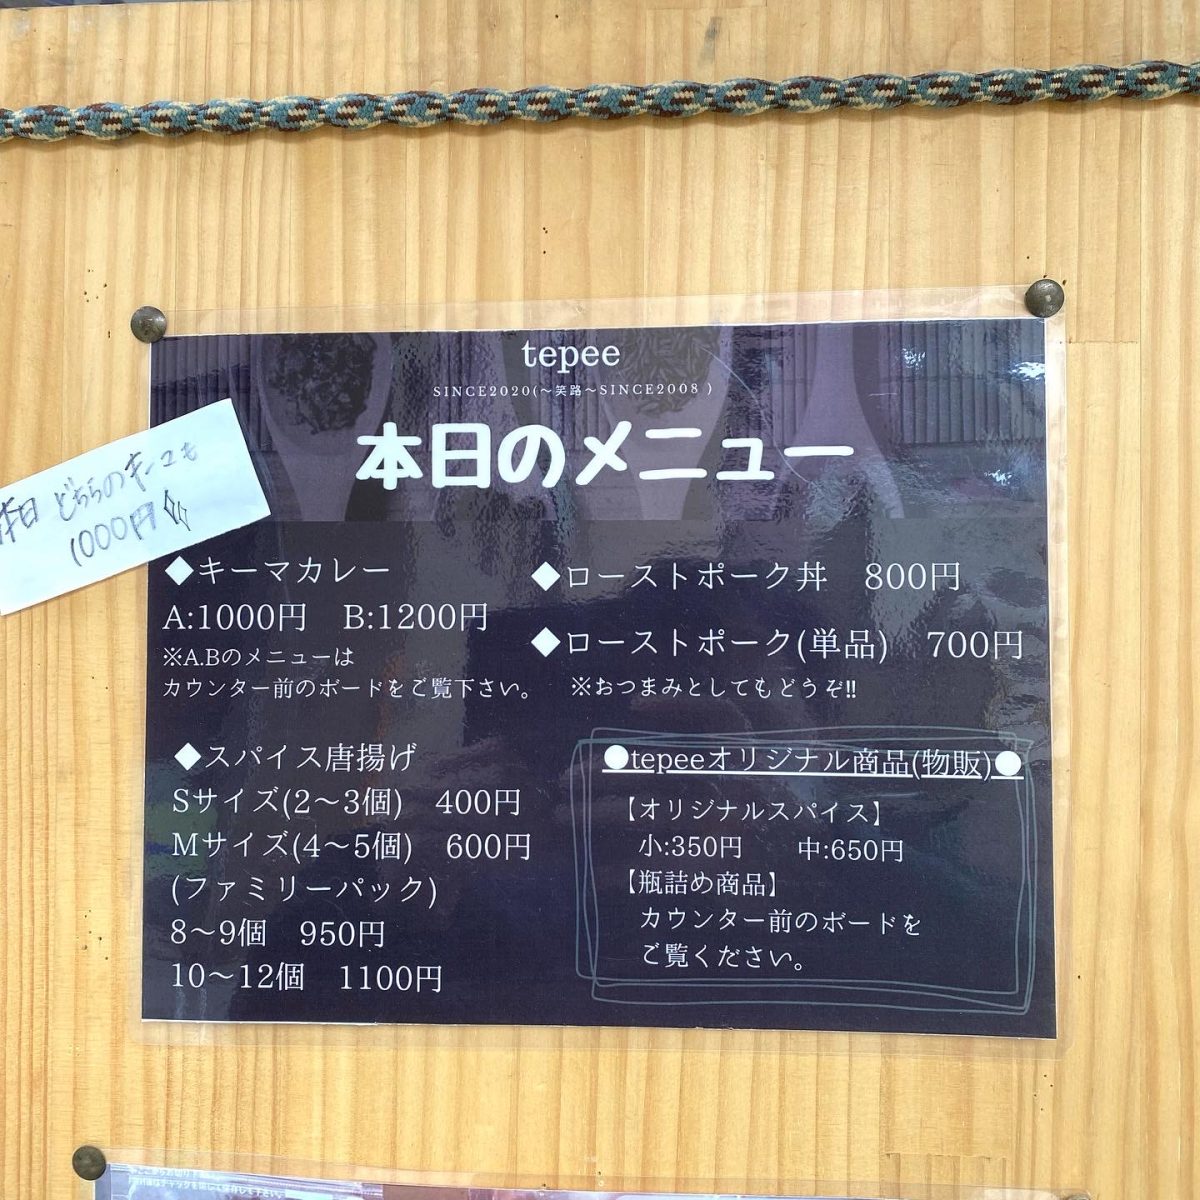 tepee
SINCE2020(〜笑路〜SINCE2008 )
本日のメニュー
本日 どちらのキーマも
1000円
◆キーマカレー
A:1000円 B:1200円
※A.Bのメニューは
カウンター前のボードをご覧下さい。
◆スパイス唐揚げ
Sサイズ(2〜3個) 400円
Mサイズ(4〜5個) 600円
(ファミリーパック)
8〜9個 950円
10〜12個 1100円
◆ローストポーク丼 800円
◆ローストポーク(単品) 700円
※おつまみとしてもどうぞ!!
●tepeeオリジナル商品(物販)●
【オリジナルスパイス】
小:350円 中:650円
【瓶詰め商品】
カウンター前のボードを
ご覧ください。